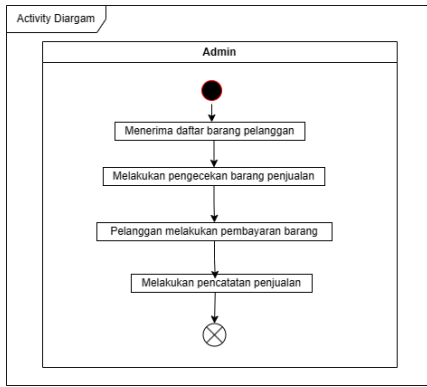 Activity Diargam
Admin
Menerima daftar barang pelanggan
Melakukan pengecekan barang penjualan
Pelanggan melakukan pembayaran barang
Melakukan pencatatan penjualan